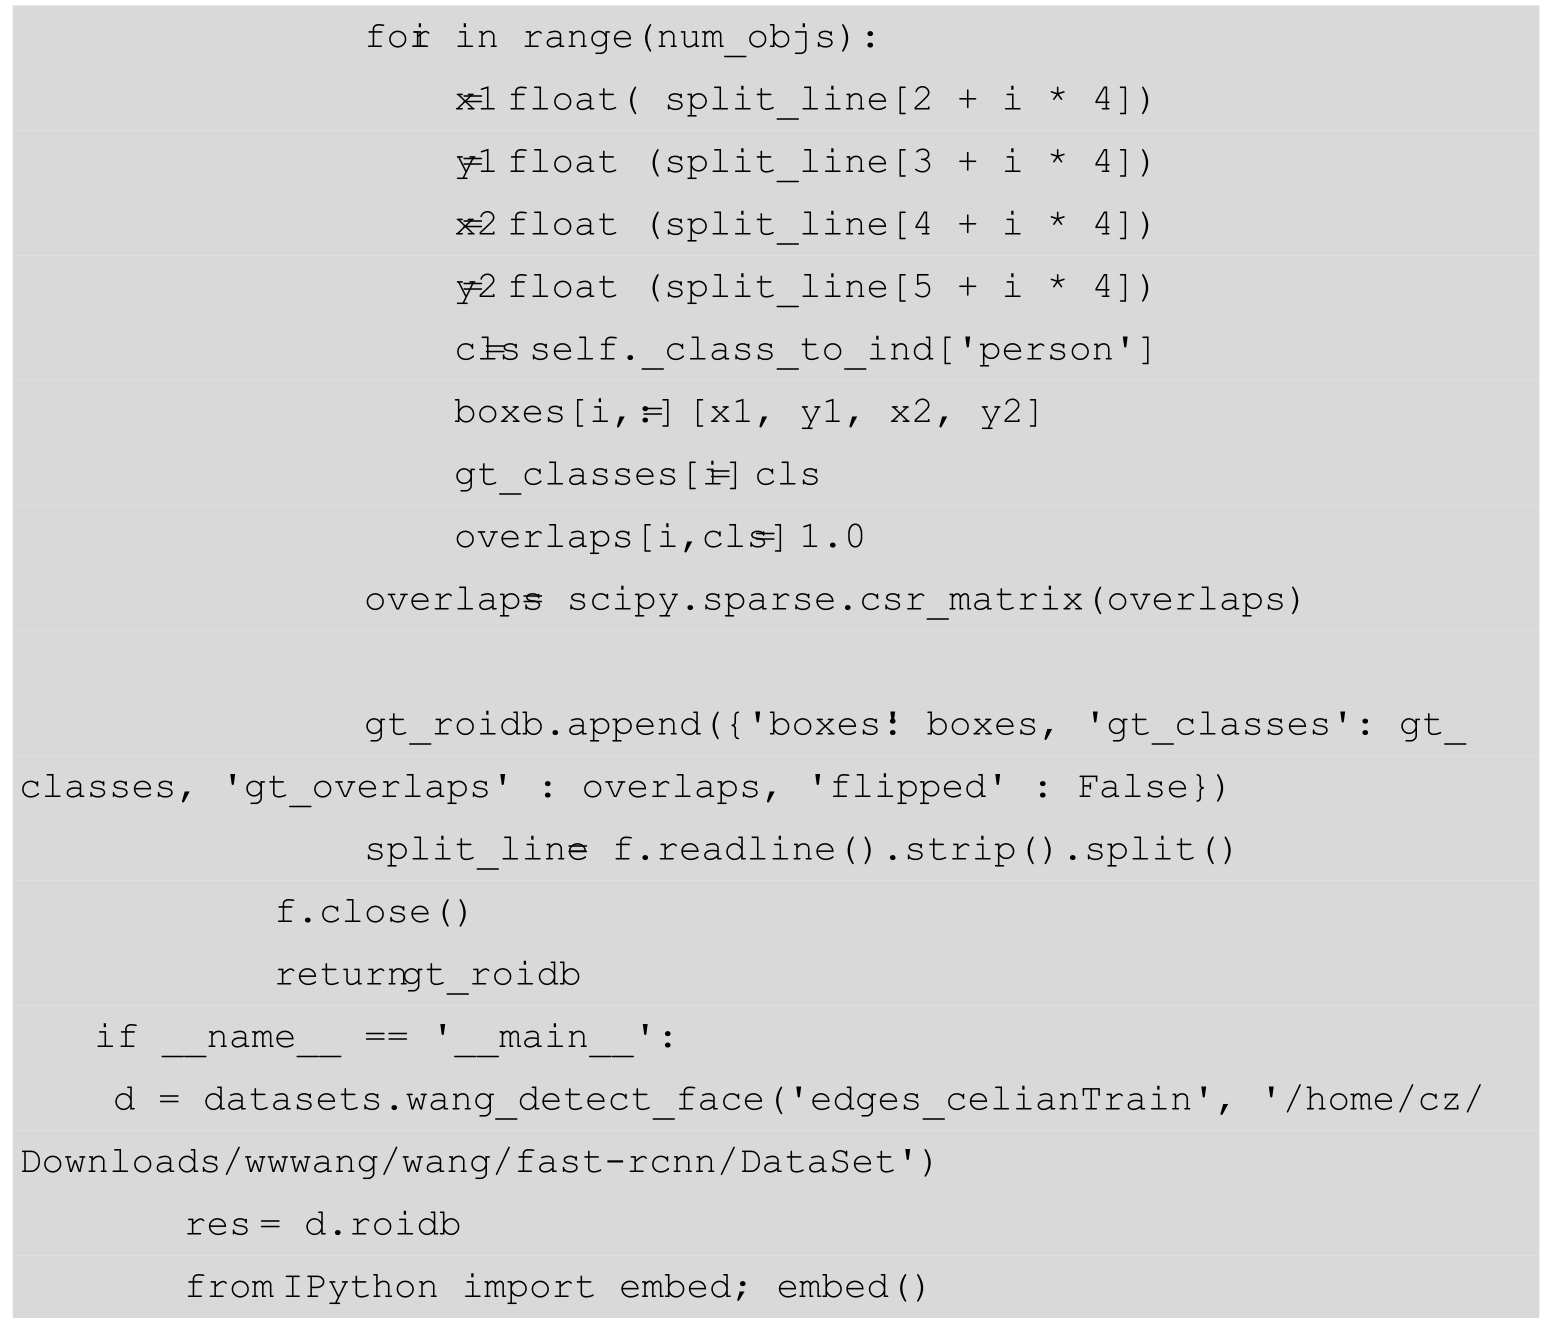 for i in range(num_objs):
x1 = float( split_line[2 + i * 4])
y1 = float (split_line[3 + i * 4])
x2 = float (split_line[4 + i * 4])
y2 = float (split_line[5 + i * 4])
cls = self._class_to_ind['person']
boxes[i,:] = [x1, y1, x2, y2]
gt_classes[i] = cls
overlaps[i,cls] = 1.0
overlaps = scipy.sparse.csr_matrix(overlaps)
gt_roidb.append({'boxes': boxes, 'gt_classes': gt_
classes, 'gt_overlaps' : overlaps, 'flipped' : False})
split_line = f.readline().strip().split()
f.close()
return gt_roidb
if __name__ == '__main__':
d = datasets.wang_detect_face('edges_celianTrain', '/home/cz/
Downloads/wwwang/wang/fast-rcnn/DataSet')
res = d.roidb
from IPython import embed; embed()